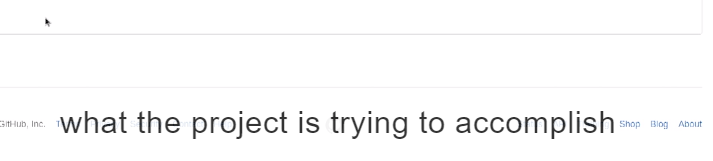 GitHub, Inc. what the project is trying to accomplish Shop Blog About